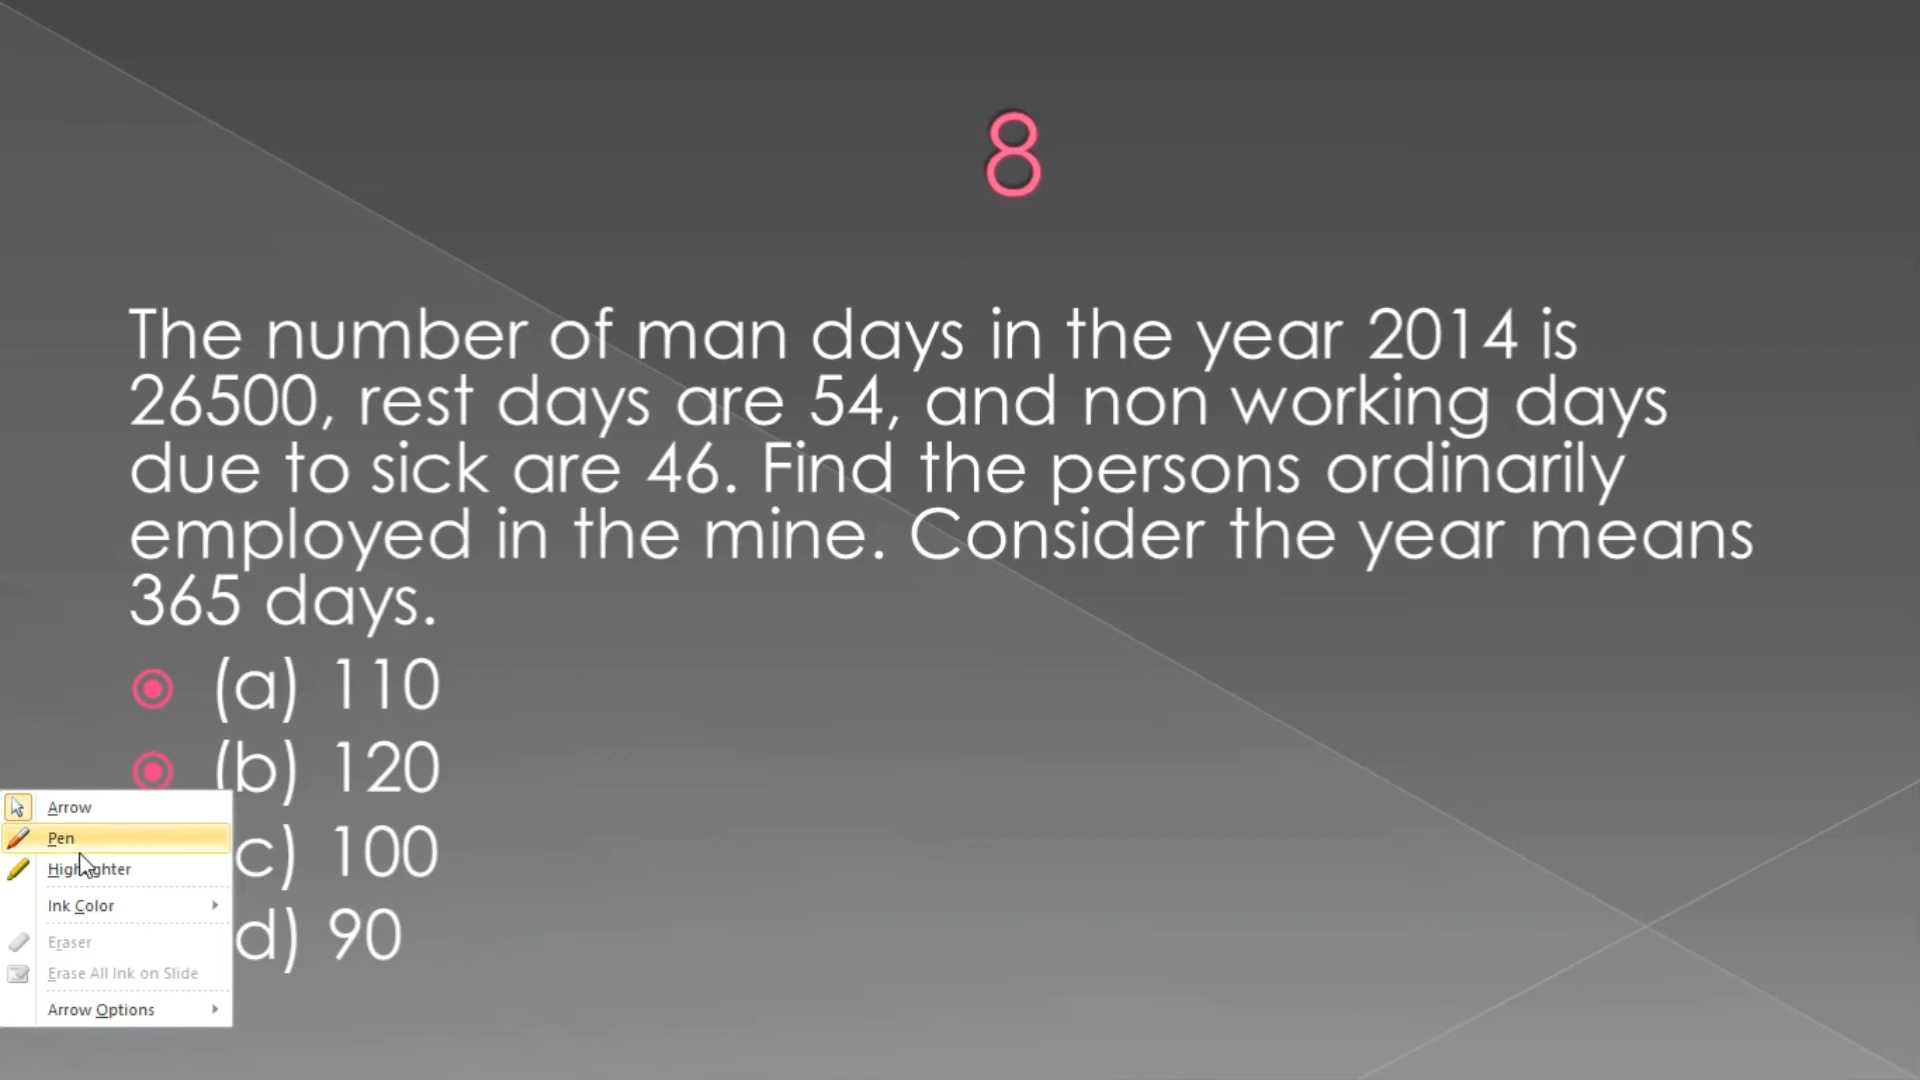 8
The number of man days in the year 2014 is
26500, rest days are 54, and non working days
due to sick are 46. Find the persons ordinarily
employed in the mine. Consider the year means
365 days.
(a) 110
(b) 120
c) 100
d) 90
Arrow
Pen
Highlighter
Ink Color
Eraser
Erase All Ink on Slide
Arrow Options